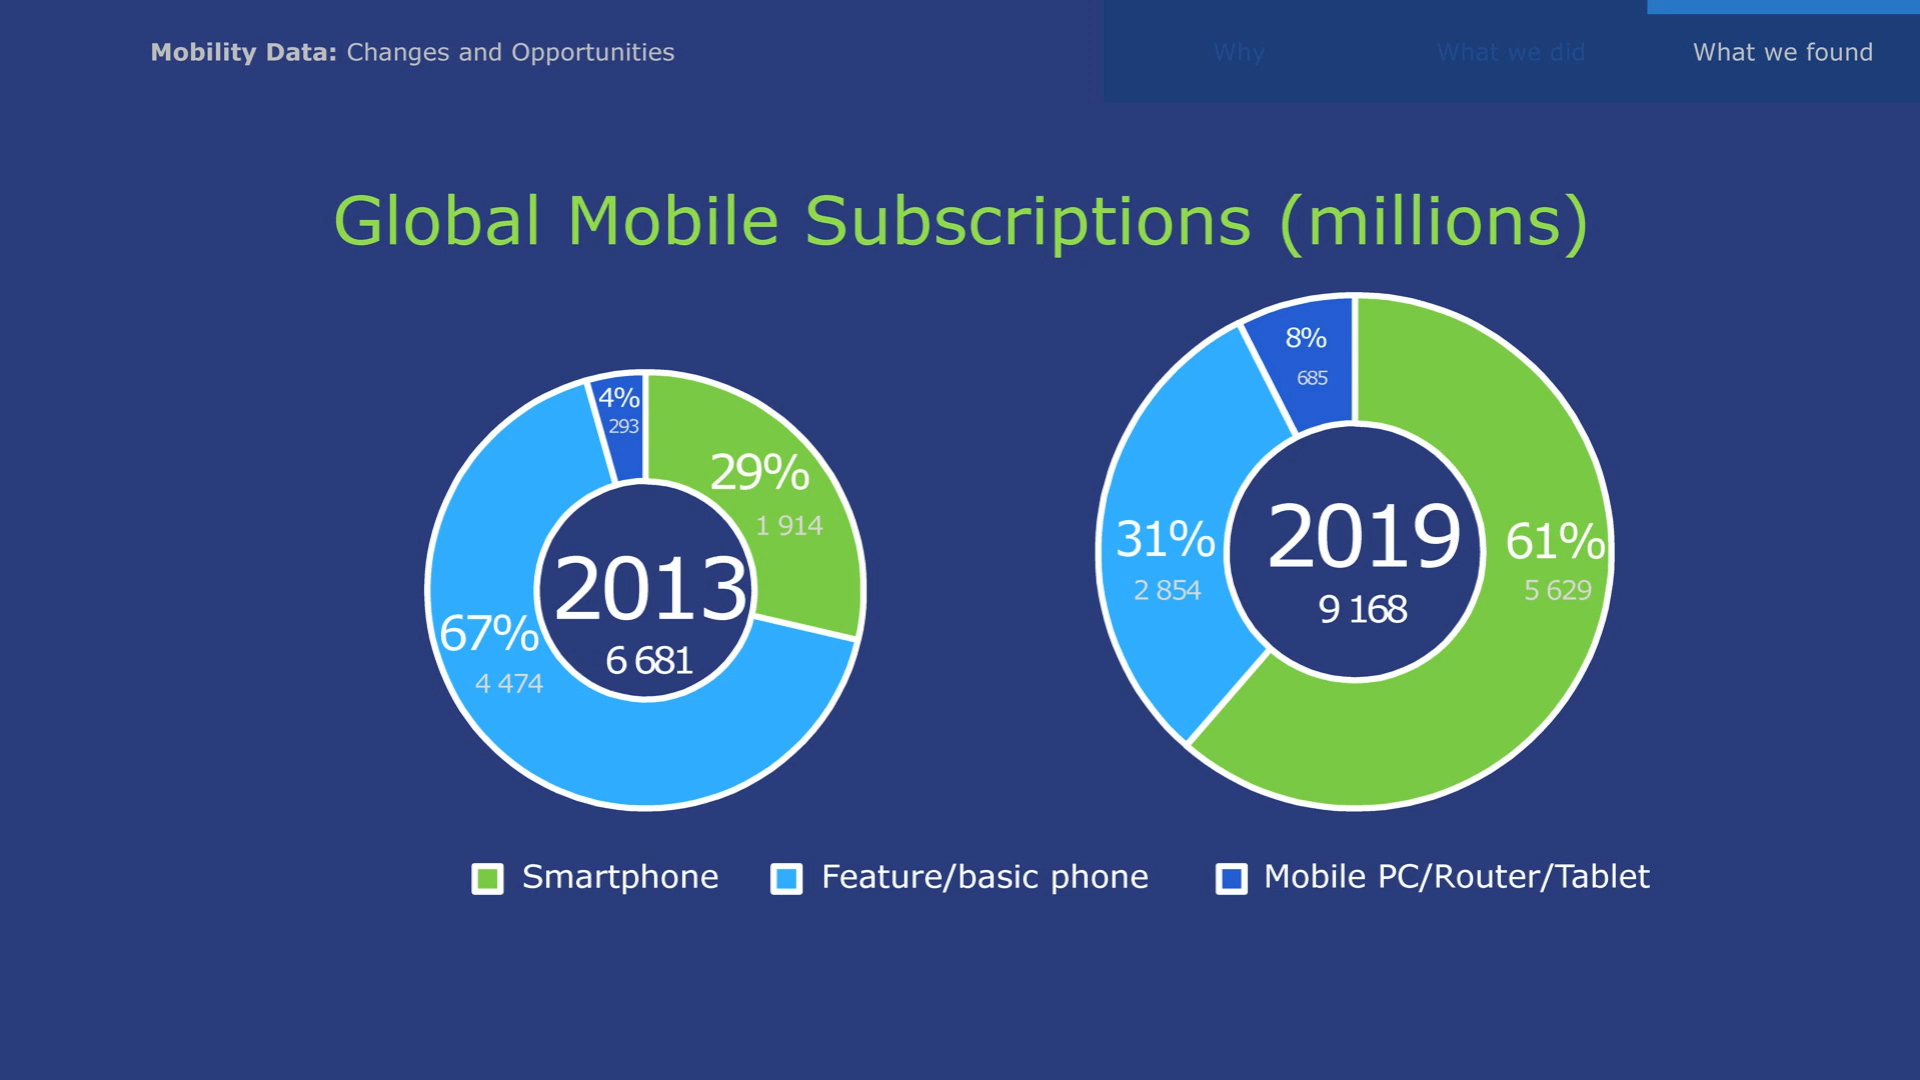 Mobility Data: Changes and Opportunities
Why
What we did
What we found
Global Mobile Subscriptions (millions)
4%
293
29%
1 914
2013
6 681
67%
4 474
8%
685
31%
2 854
2019
9 168
61%
5 629
Smartphone
Feature/basic phone
Mobile PC/Router/Tablet